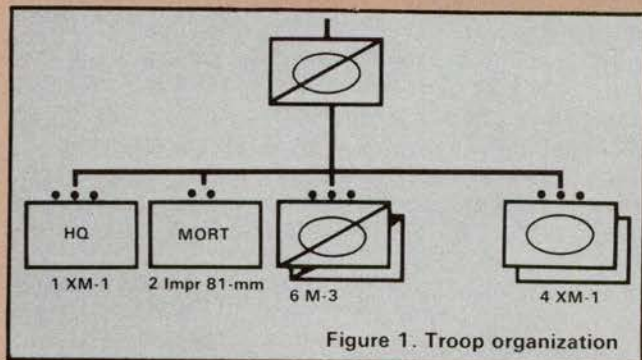 HQ
MORT
1 XM-1
2 Impr 81-mm
6 M-3
4 XM-1
Figure 1. Troop organization